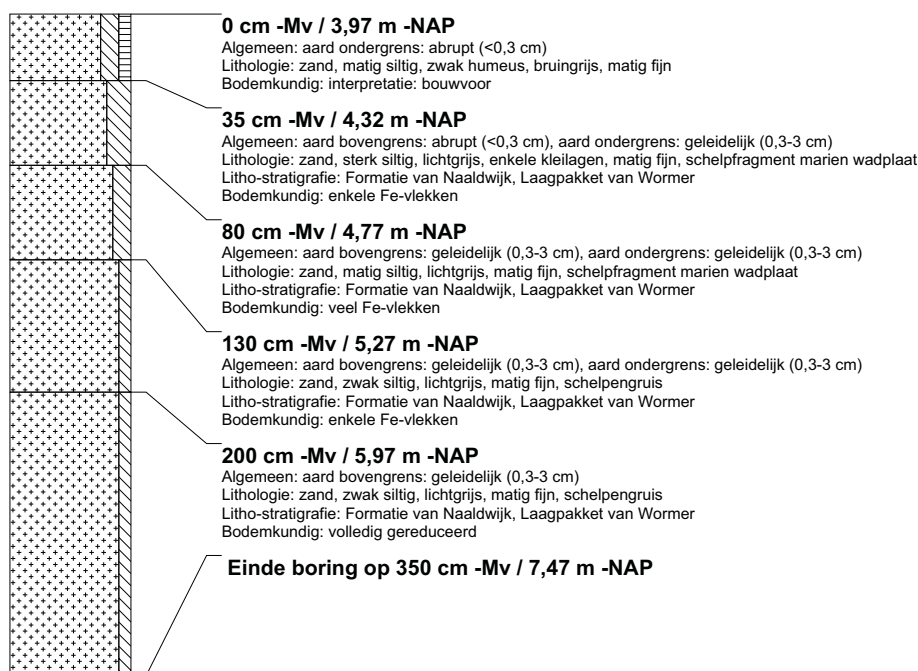 0 cm -Mv / 3,97 m -NAP
Algemeen: aard ondergrens: abrupt (<0,3 cm)
Lithologie: zand, matig siltig, zwak humeus, bruingrijs, matig fijn
Bodemkundig: interpretatie: bouwvoor
35 cm -Mv / 4,32 m -NAP
Algemeen: aard bovengrens: abrupt (<0,3 cm), aard ondergrens: geleidelijk (0,3-3 cm)
Lithologie: zand, sterk siltig, lichtgrijs, enkele kleilagen, matig fijn, schelpfragment marien wadplaat
Litho-stratigrafie: Formatie van Naaldwijk, Laagpakket van Wormer
Bodemkundig: enkele Fe-vlekken
80 cm -Mv / 4,77 m -NAP
Algemeen: aard bovengrens: geleidelijk (0,3-3 cm), aard ondergrens: geleidelijk (0,3-3 cm)
Lithologie: zand, matig siltig, lichtgrijs, matig fijn, schelpfragment marien wadplaat
Litho-stratigrafie: Formatie van Naaldwijk, Laagpakket van Wormer
Bodemkundig: veel Fe-vlekken
130 cm -Mv / 5,27 m -NAP
Algemeen: aard bovengrens: geleidelijk (0,3-3 cm), aard ondergrens: geleidelijk (0,3-3 cm)
Lithologie: zand, zwak siltig, lichtgrijs, matig fijn, schelpengruis
Litho-stratigrafie: Formatie van Naaldwijk, Laagpakket van Wormer
Bodemkundig: enkele Fe-vlekken
200 cm -Mv / 5,97 m -NAP
Algemeen: aard bovengrens: geleidelijk (0,3-3 cm)
Lithologie: zand, zwak siltig, lichtgrijs, matig fijn, schelpengruis
Litho-stratigrafie: Formatie van Naaldwijk, Laagpakket van Wormer
Bodemkundig: volledig gereduceerd
Einde boring op 350 cm -Mv / 7,47 m -NAP